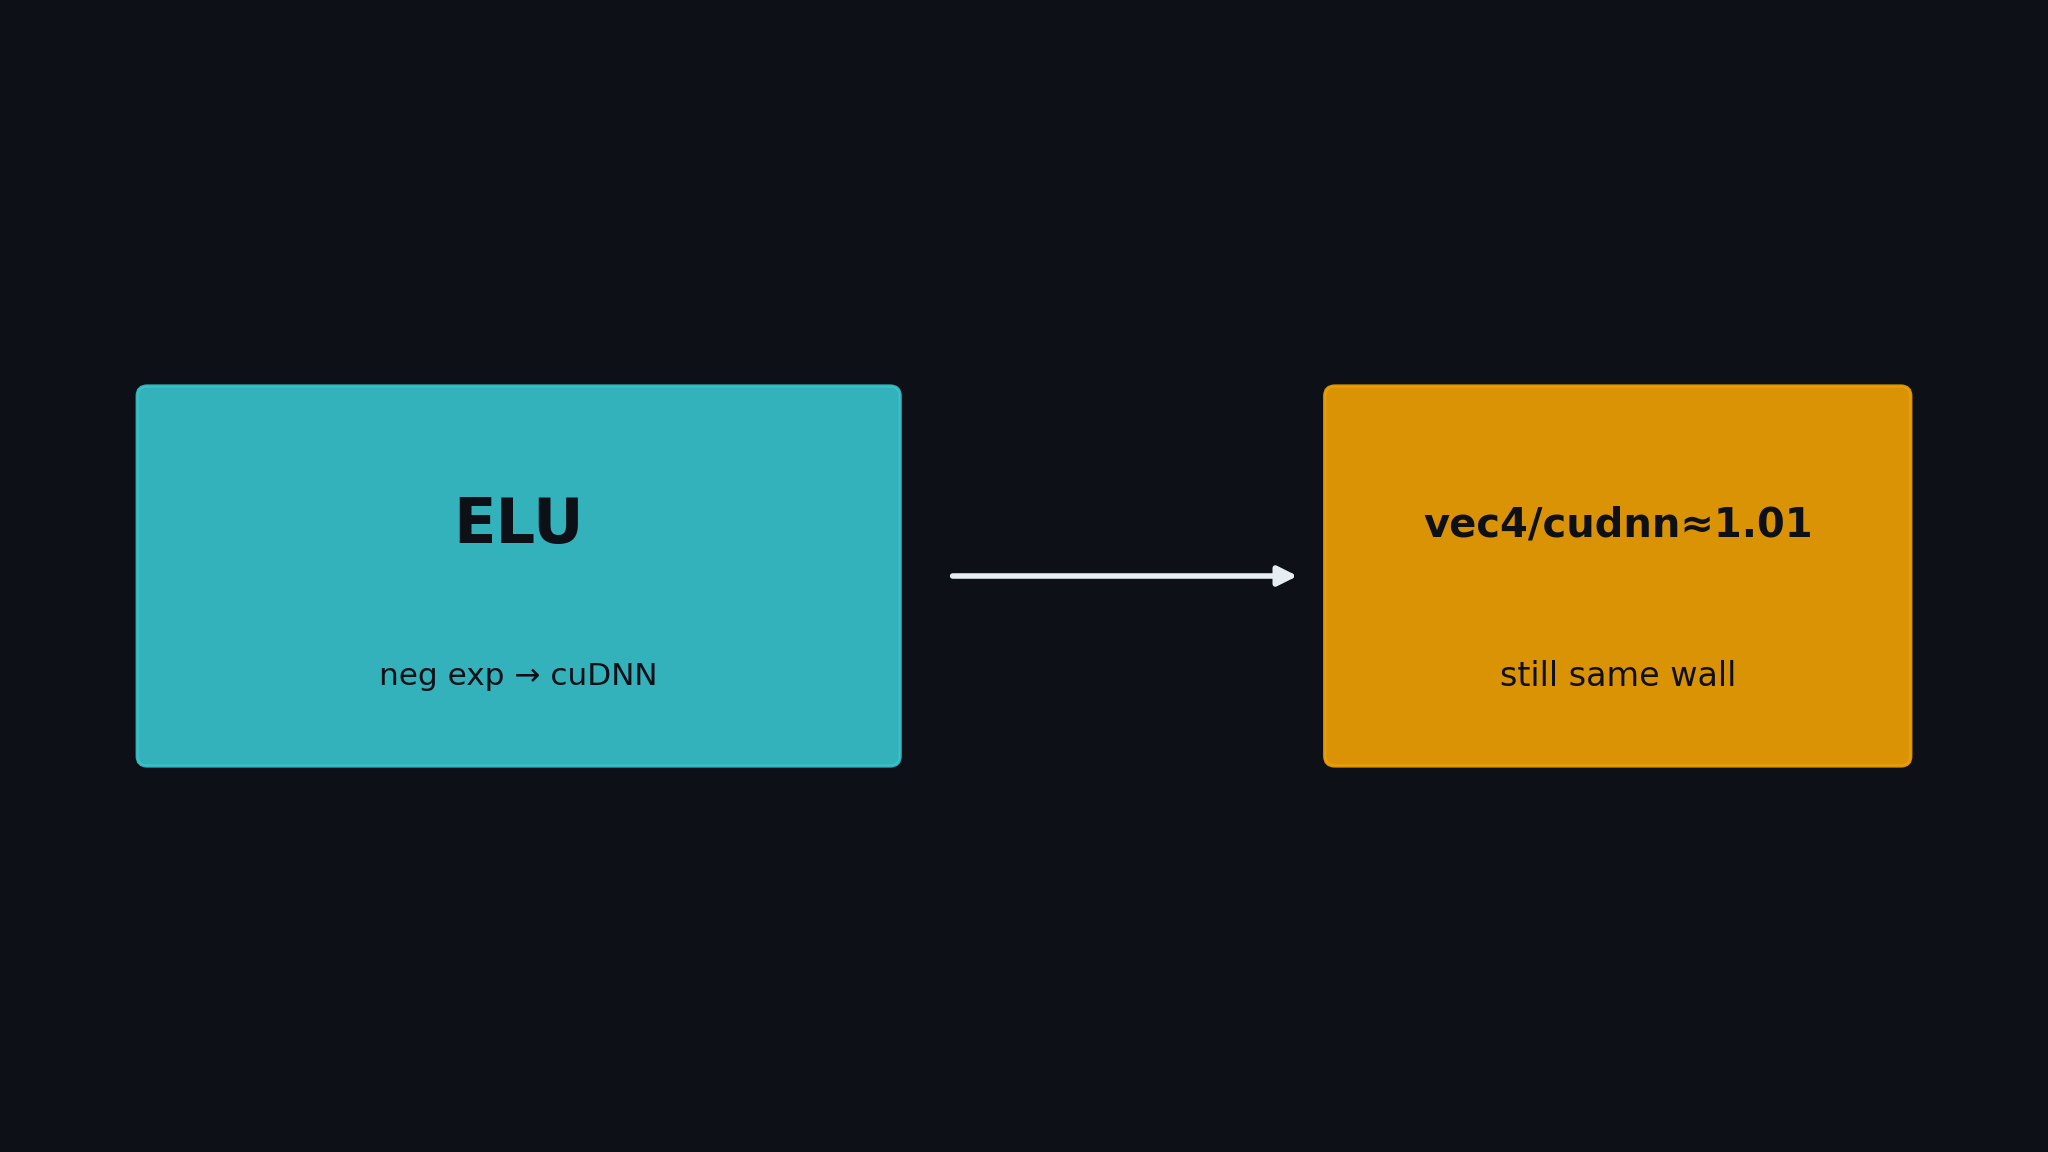 ELU
neg exp → cuDNN
vec4/cudnn≈1.01
still same wall